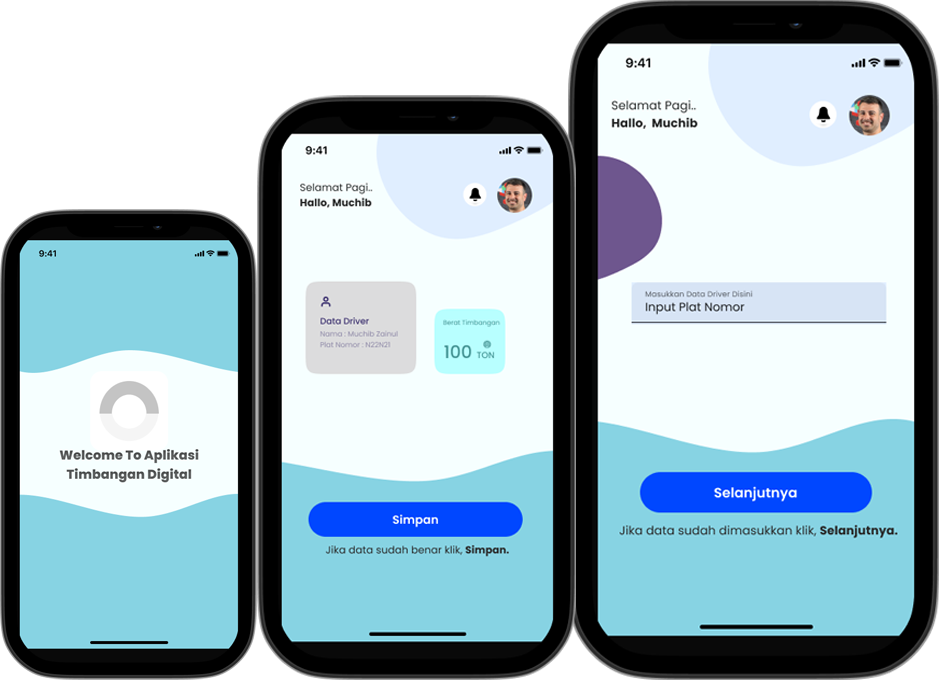 9:41
Welcome To Aplikasi
Timbangan Digital
9:41
Selamat Pagi..
Hallo, Muchib
Data Driver
Nama : Muchib Zainul
Plat Nomor : N22N21
Berat Timbangan
100 TON
Simpan
Jika data sudah benar klik, Simpan.
9:41
Selamat Pagi..
Hallo, Muchib
Masukkan Data Driver Disini
Input Plat Nomor
Selanjutnya
Jika data sudah dimasukkan klik, Selanjutnya.